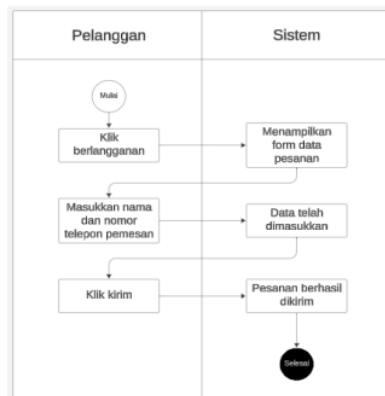 Pelanggan
Sistem
Mulai
Klik
berlangganan
Menampilkan
form data
pesanan
Masukkan nama
dan nomor
telepon pemesan
Data telah
dimasukkan
Klik kirim
Pesanan berhasil
dikirim
Selesai